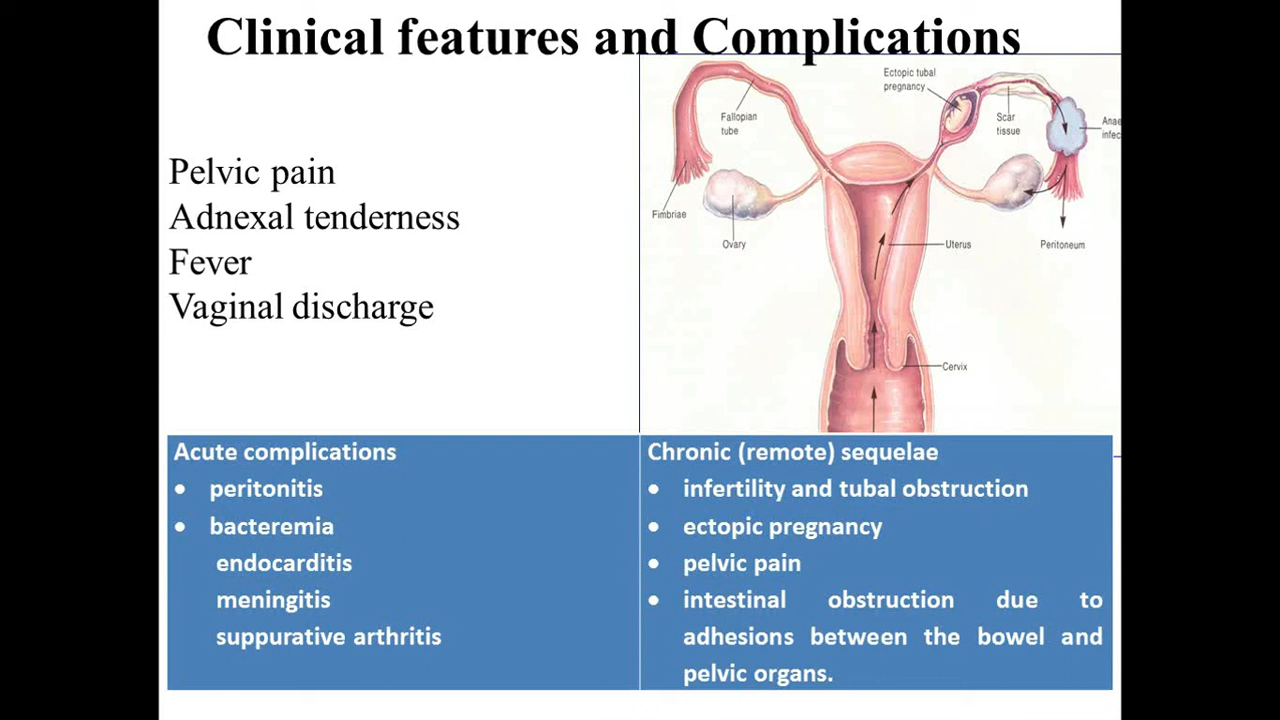 Clinical features and Complications
Pelvic pain
Adnexal tenderness
Fever
Vaginal discharge
Ectopic tubal
pregnancy
Fallopian
tube
Scar
tissue
Fimbriae
Ovary
Uterus
Peritoneum
Cervix
Acute complications
• peritonitis
• bacteremia
endocarditis
meningitis
suppurative arthritis
Chronic (remote) sequelae
• infertility and tubal obstruction
• ectopic pregnancy
• pelvic pain
• intestinal obstruction due to
adhesions between the bowel and
pelvic organs.